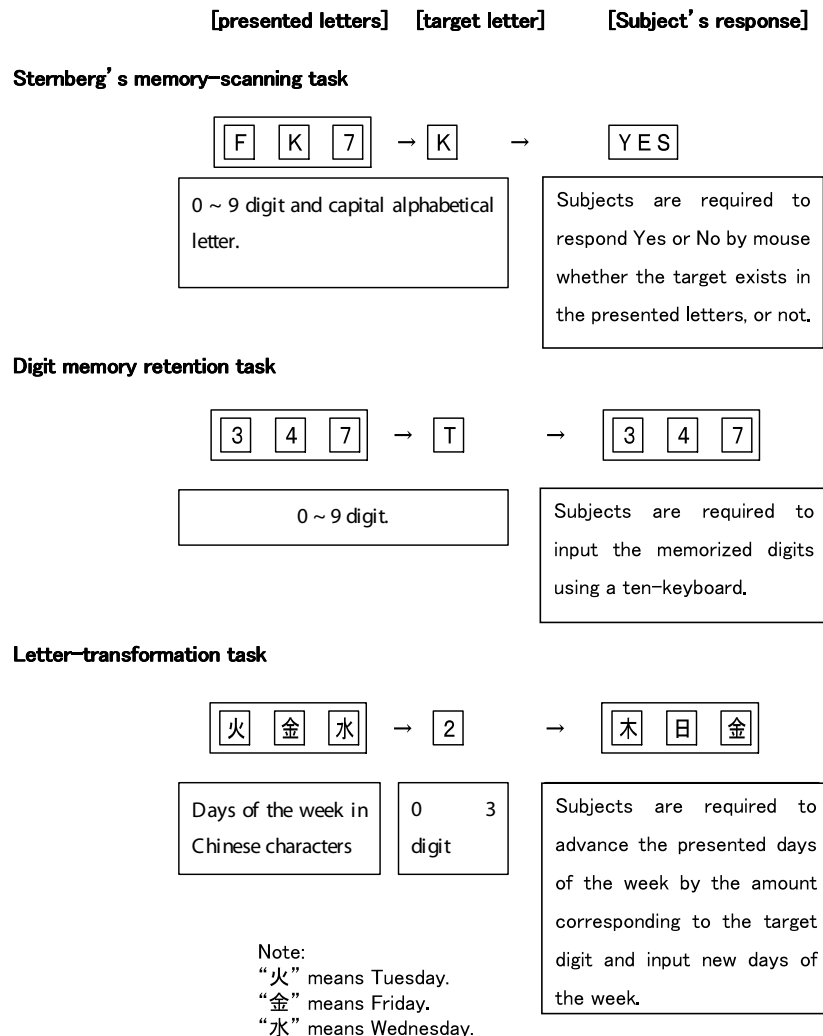 [presented letters] [target letter] [Subject’s response]
Sternberg’s memory-scanning task
F K 7 → K → YES
0 ~ 9 digit and capital alphabetical
letter.
Subjects are required to
respond Yes or No by mouse
whether the target exists in
the presented letters, or not.
Digit memory retention task
3 4 7 → T → 3 4 7
0 ~ 9 digit.
Subjects are required to
input the memorized digits
using a ten-keyboard.
Letter-transformation task
火 金 水 → 2 → 木 日 金
Days of the week in
Chinese characters
0 3
digit
Subjects are required to
advance the presented days
of the week by the amount
corresponding to the target
digit and input new days of
the week.
Note:
“火” means Tuesday.
“金” means Friday.
“水” means Wednesday.